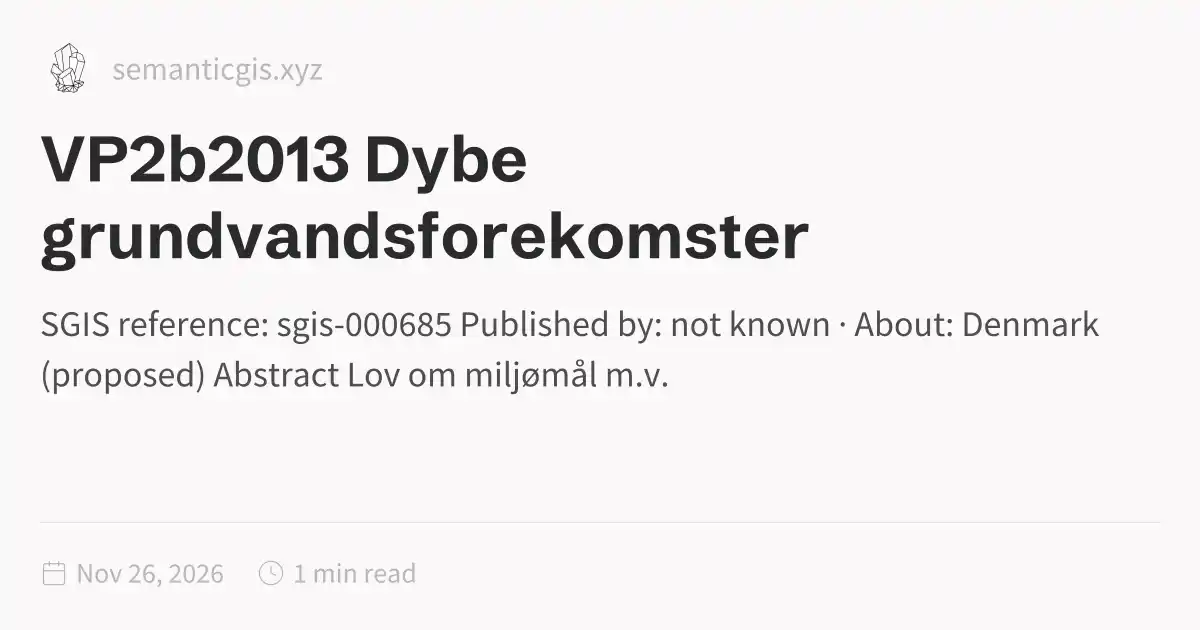 semanticgis.xyz
VP2b2013 Dybe
grundvandsforekomster
SGIS reference: sgis-000685 Published by: not known · About: Denmark
(proposed) Abstract Lov om miljømål m.v.
Nov 26, 2026 1 min read